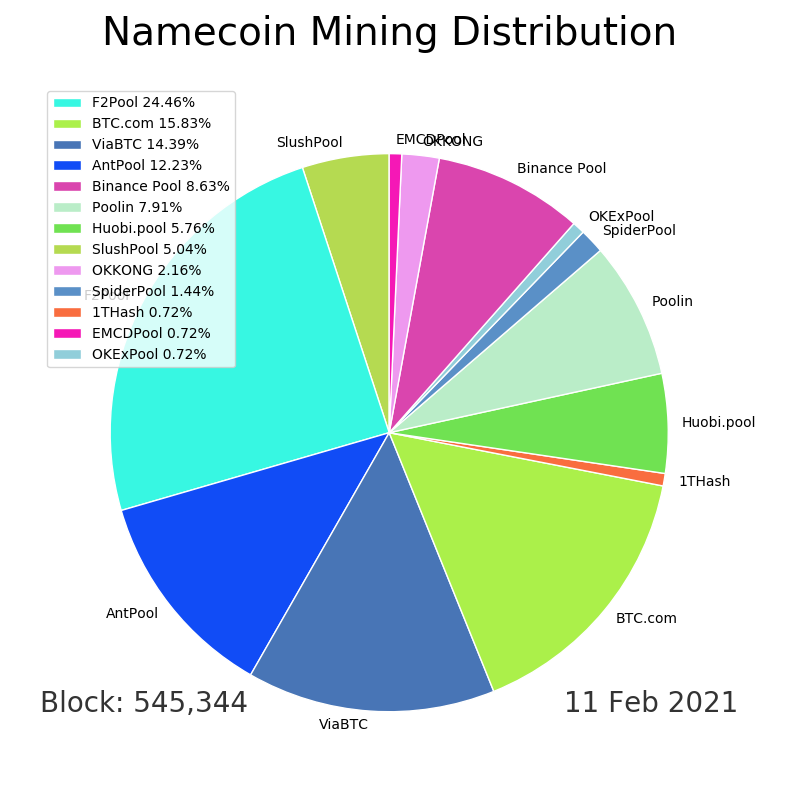 Namecoin Mining Distribution
F2Pool 24.46%
BTC.com 15.83%
ViaBTC 14.39%
AntPool 12.23%
Binance Pool 8.63%
Poolin 7.91%
Huobi.pool 5.76%
SlushPool 5.04%
OKKONG 2.16%
SpiderPool 1.44%
1THash 0.72%
EMCDPool 0.72%
OKExPool 0.72%
SlushPool
EMCDPool
OKKONG
Binance Pool
OKExPool
SpiderPool
F2Pool
Poolin
Huobi.pool
1THash
AntPool
BTC.com
ViaBTC
Block: 545,344
11 Feb 2021